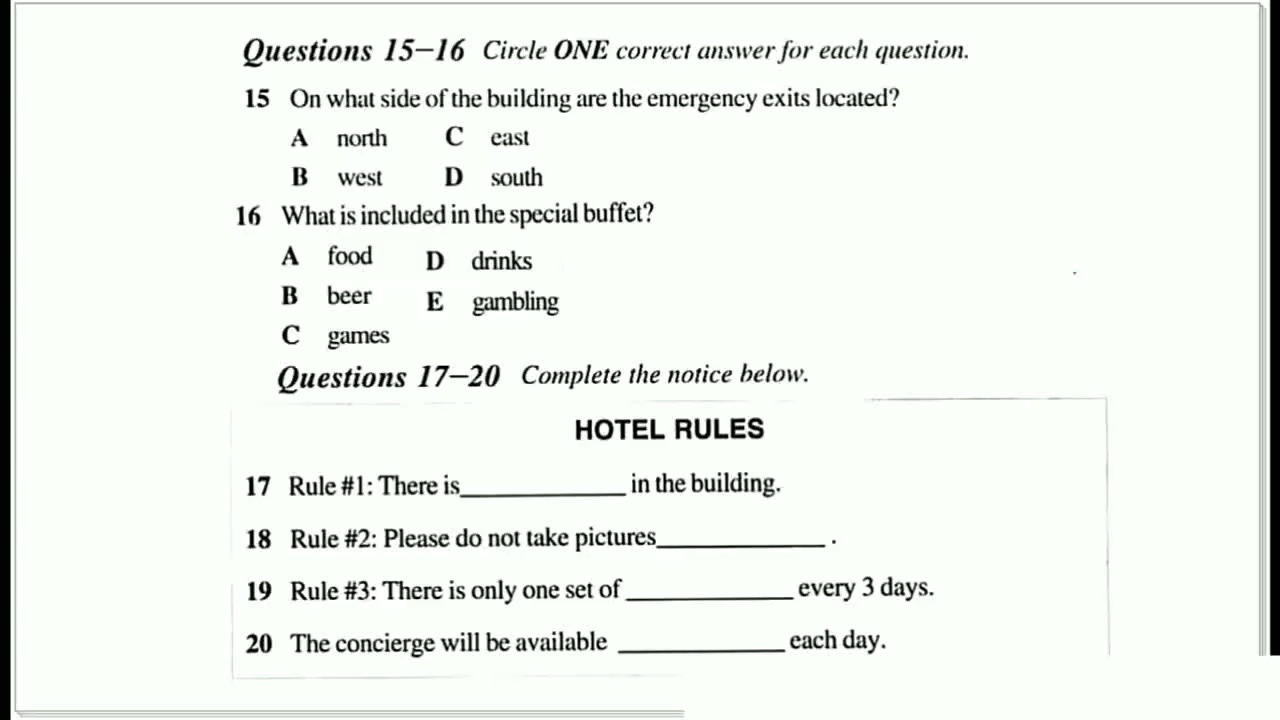 Questions 15–16 Circle ONE correct answer for each question.
15 On what side of the building are the emergency exits located?
A north C east
B west D south
16 What is included in the special buffet?
A food D drinks
B beer E gambling
C games
Questions 17–20 Complete the notice below.
HOTEL RULES
17 Rule #1: There is____________ in the building.
18 Rule #2: Please do not take pictures____________ .
19 Rule #3: There is only one set of ____________ every 3 days.
20 The concierge will be available ____________ each day.